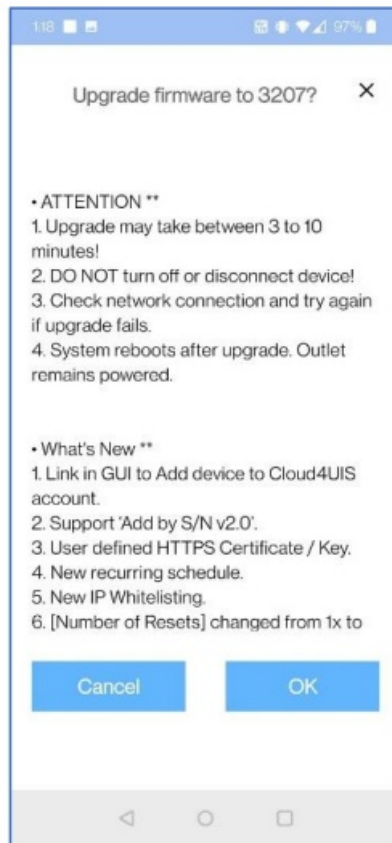 1:18 97%
Upgrade firmware to 3207?
• ATTENTION **
1. Upgrade may take between 3 to 10
minutes!
2. DO NOT turn off or disconnect device!
3. Check network connection and try again
if upgrade fails.
4. System reboots after upgrade. Outlet
remains powered.
• What's New **
1. Link in GUI to Add device to Cloud4UIS
account.
2. Support 'Add by S/N v2.0'.
3. User defined HTTPS Certificate / Key.
4. New recurring schedule.
5. New IP Whitelisting.
6. [Number of Resets] changed from 1x to
Cancel OK